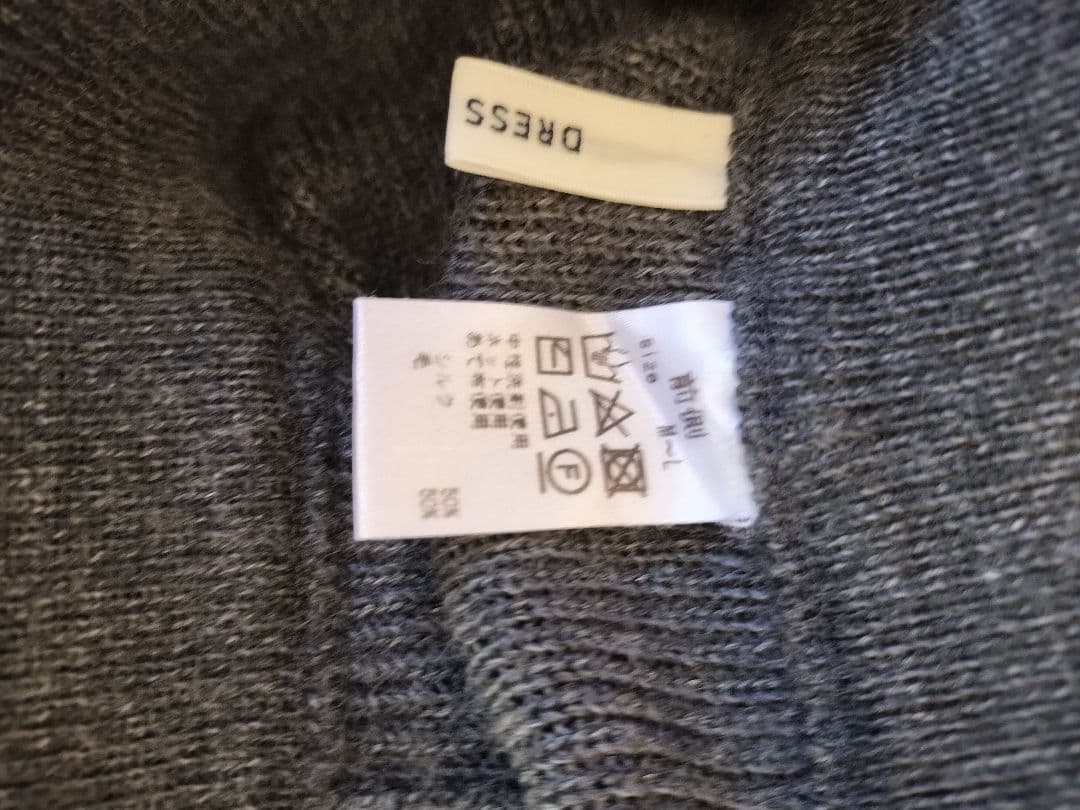 DRESS
前側
size
M～L
F
中性洗剤使用
ネット使用
あて布使用
シルク 50%
毛 50%